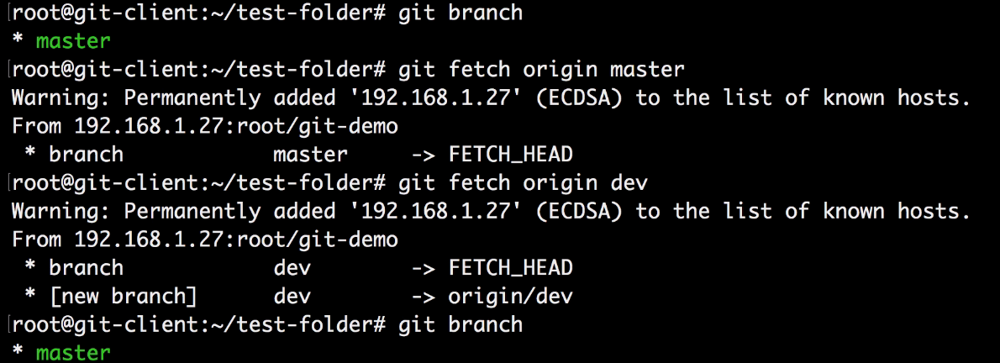 [root@git-client:~/test-folder# git branch
* master
[root@git-client:~/test-folder# git fetch origin master
Warning: Permanently added '192.168.1.27' (ECDSA) to the list of known hosts.
From 192.168.1.27:root/git-demo
 * branch            master     -> FETCH_HEAD
[root@git-client:~/test-folder# git fetch origin dev
Warning: Permanently added '192.168.1.27' (ECDSA) to the list of known hosts.
From 192.168.1.27:root/git-demo
 * branch            dev        -> FETCH_HEAD
 * [new branch]      dev        -> origin/dev
[root@git-client:~/test-folder# git branch
* master